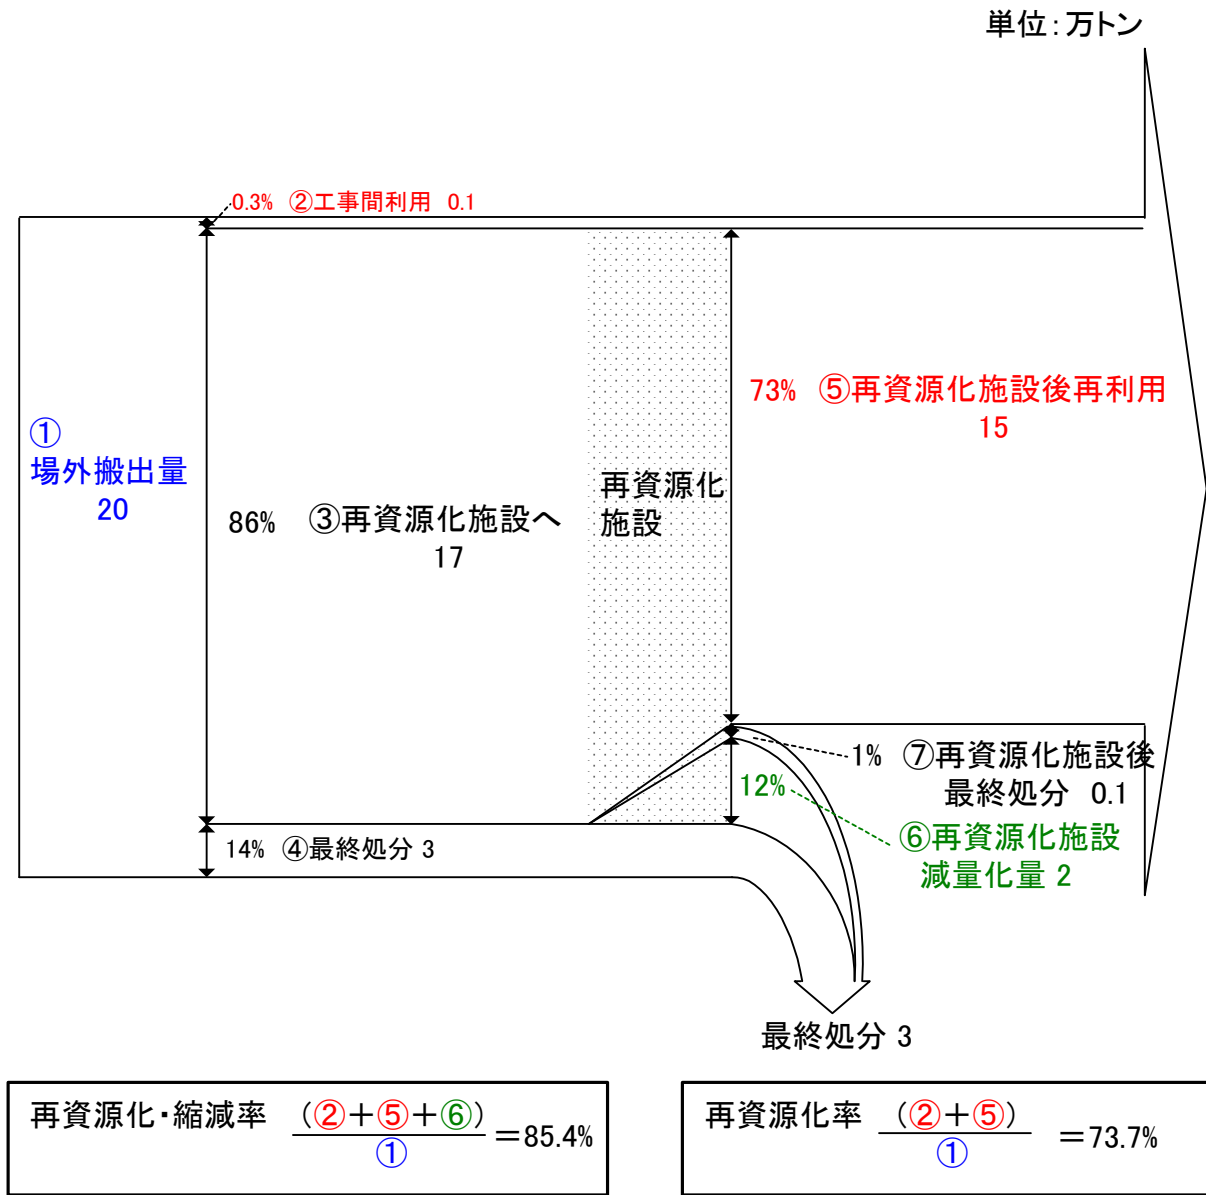 単位：万トン
0.3% ②工事間利用 0.1
73% ⑤再資源化施設後再利用
15
①
場外搬出量
20
再資源化
施設
86% ③再資源化施設へ
17
1% ⑦再資源化施設後
最終処分 0.1
12%
⑥再資源化施設
減量化量 2
14% ④最終処分 3
最終処分 3
再資源化・縮減率 (②＋⑤＋⑥)
① ＝85.4%
再資源化率 (②＋⑤)
① ＝73.7%